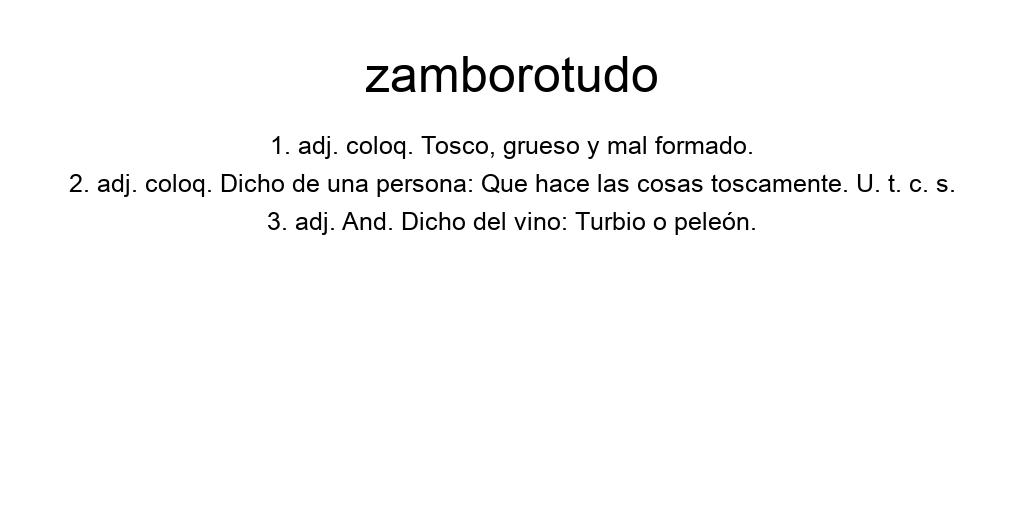 zamborotudo
1. adj. coloq. Tosco, grueso y mal formado.
2. adj. coloq. Dicho de una persona: Que hace las cosas toscamente. U. t. c. s.
3. adj. And. Dicho del vino: Turbio o peleón.